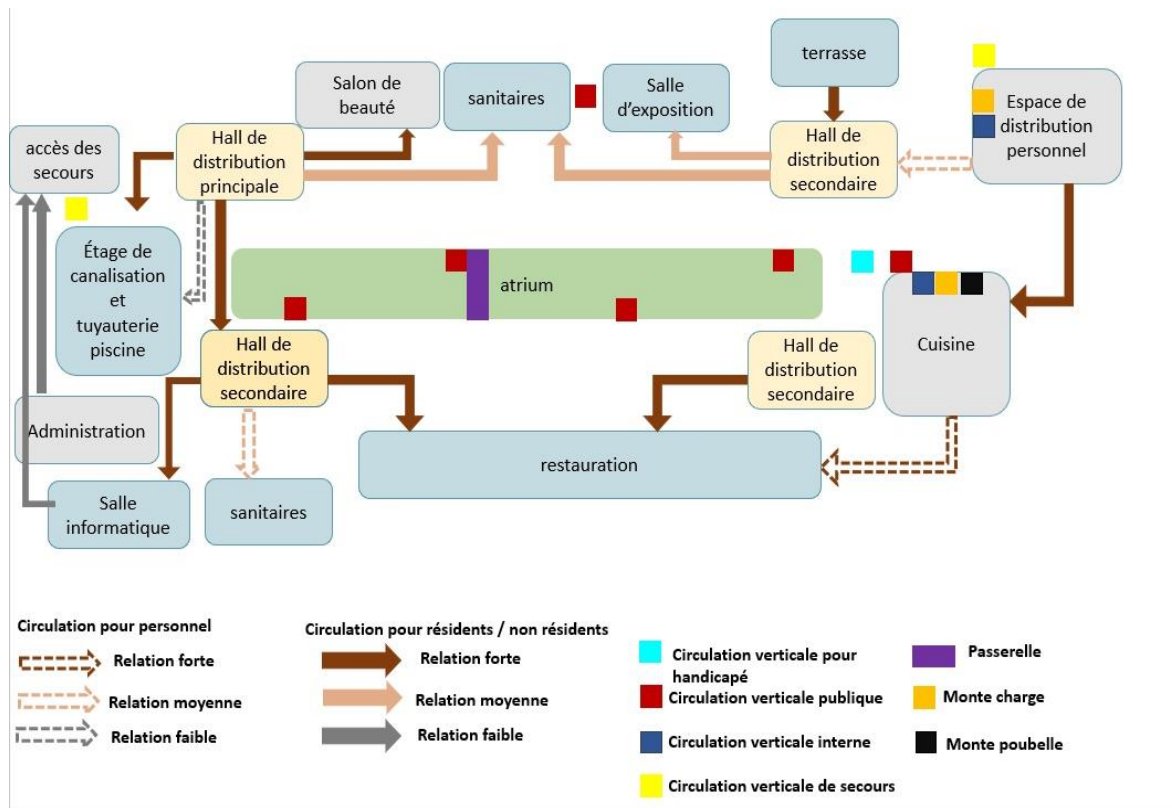 terrasse
Salon de
beauté
sanitaires
Salle
d'exposition
Espace de
distribution
personnel
accès des
secours
Hall de
distribution
principale
Hall de
distribution
secondaire
Étage de
canalisation
et
tuyauterie
piscine
atrium
Hall de
distribution
secondaire
Hall de
distribution
secondaire
Cuisine
Administration
restauration
Salle
informatique
sanitaires
Circulation pour personnel
Relation forte
Relation moyenne
Relation faible
Circulation pour résidents / non résidents
Relation forte
Relation moyenne
Relation faible
Circulation verticale pour
handicapé
Circulation verticale publique
Circulation verticale interne
Circulation verticale de secours
Passerelle
Monte charge
Monte poubelle